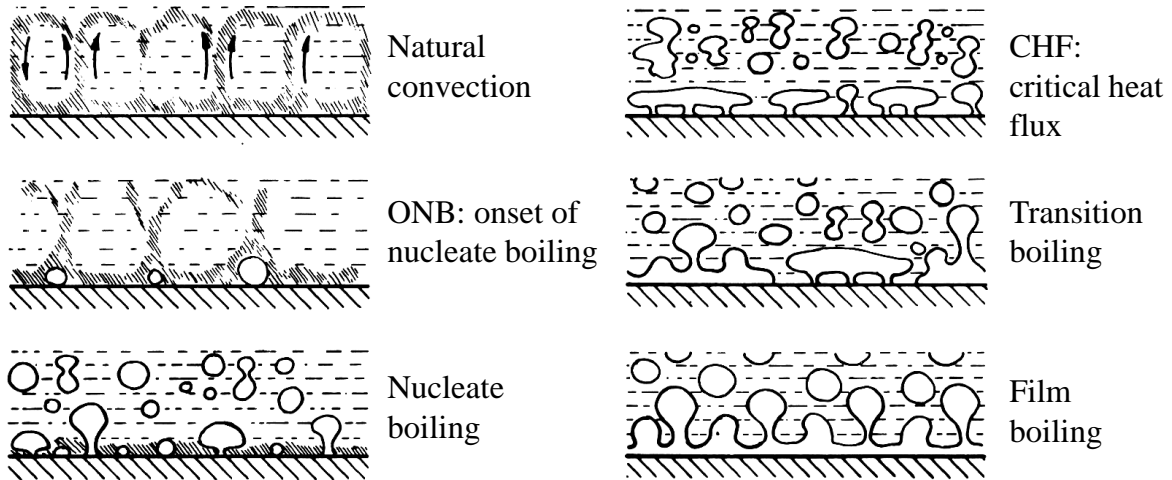 Natural
convection
ONB: onset of
nucleate boiling
Nucleate
boiling
CHF:
critical heat
flux
Transition
boiling
Film
boiling